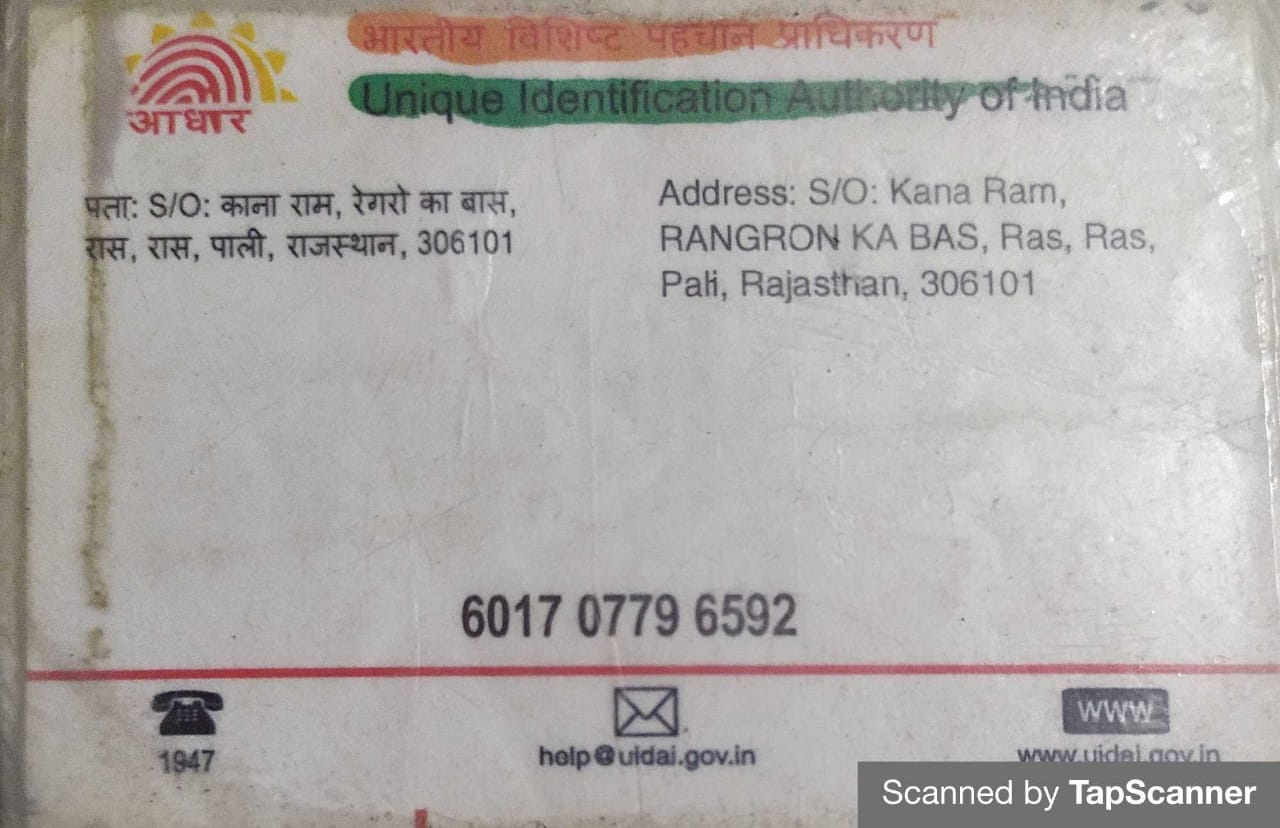 भारतीय विशिष्ट पहचान प्राधिकरण
Unique Identification Authority of India
आधार
पता: S/O: काना राम, रेगरो का बास,
रास, रास, पाली, राजस्थान, 306101
Address: S/O: Kana Ram,
RANGRON KA BAS, Ras, Ras,
Pali, Rajasthan, 306101
6017 0779 6592
1947
help@uidai.gov.in
www
www.uidai.gov.in
Scanned by TapScanner